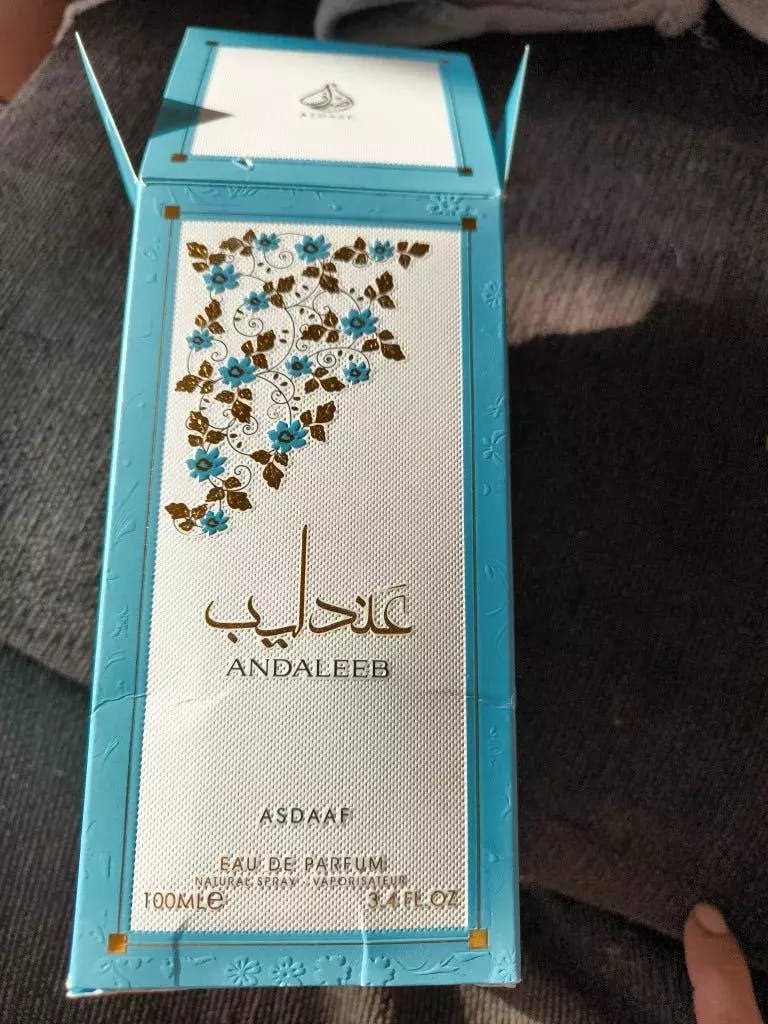 ASDAAF
عندليب
ANDALEEB
ASDAAF
EAU DE PARFUM
NATURAL SPRAY - VAPORISATEUR
100MLe 3.4 FL.OZ